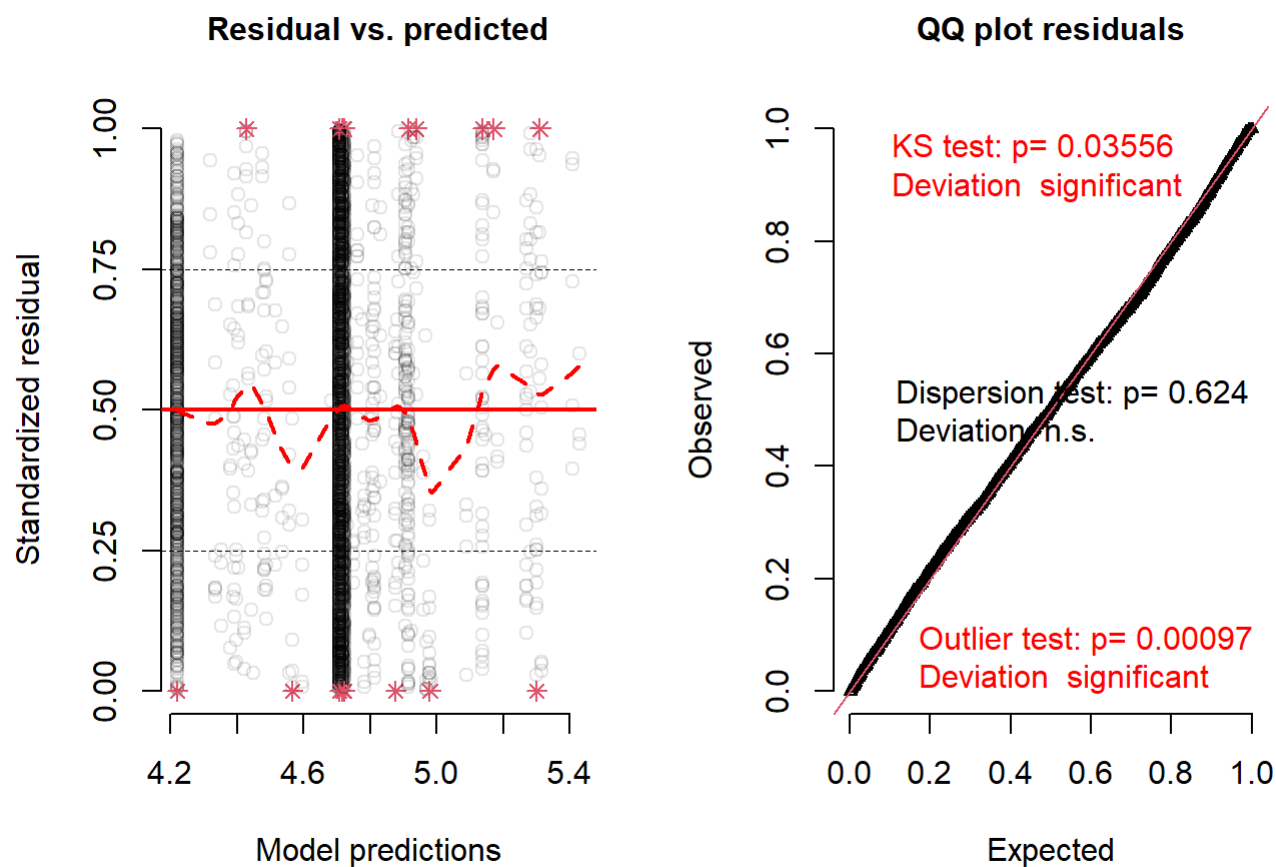 Residual vs. predicted
Standardized residual
1.00
0.75
0.50
0.25
0.00
4.2 4.6 5.0 5.4
Model predictions
QQ plot residuals
Observed
1.0
0.8
0.6
0.4
0.2
0.0
KS test: p= 0.03556
Deviation significant
Dispersion test: p= 0.624
Deviation n.s.
Outlier test: p= 0.00097
Deviation significant
0.0 0.2 0.4 0.6 0.8 1.0
Expected